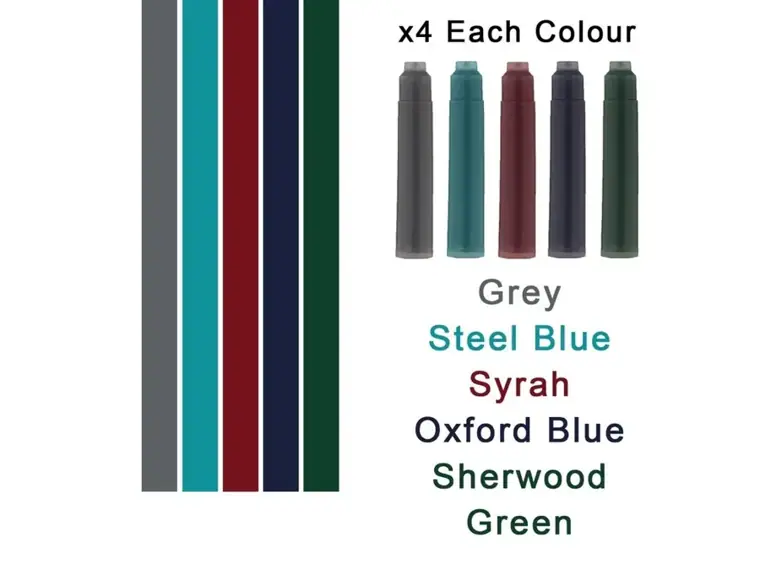 x4 Each Colour
Grey
Steel Blue
Syrah
Oxford Blue
Sherwood
Green